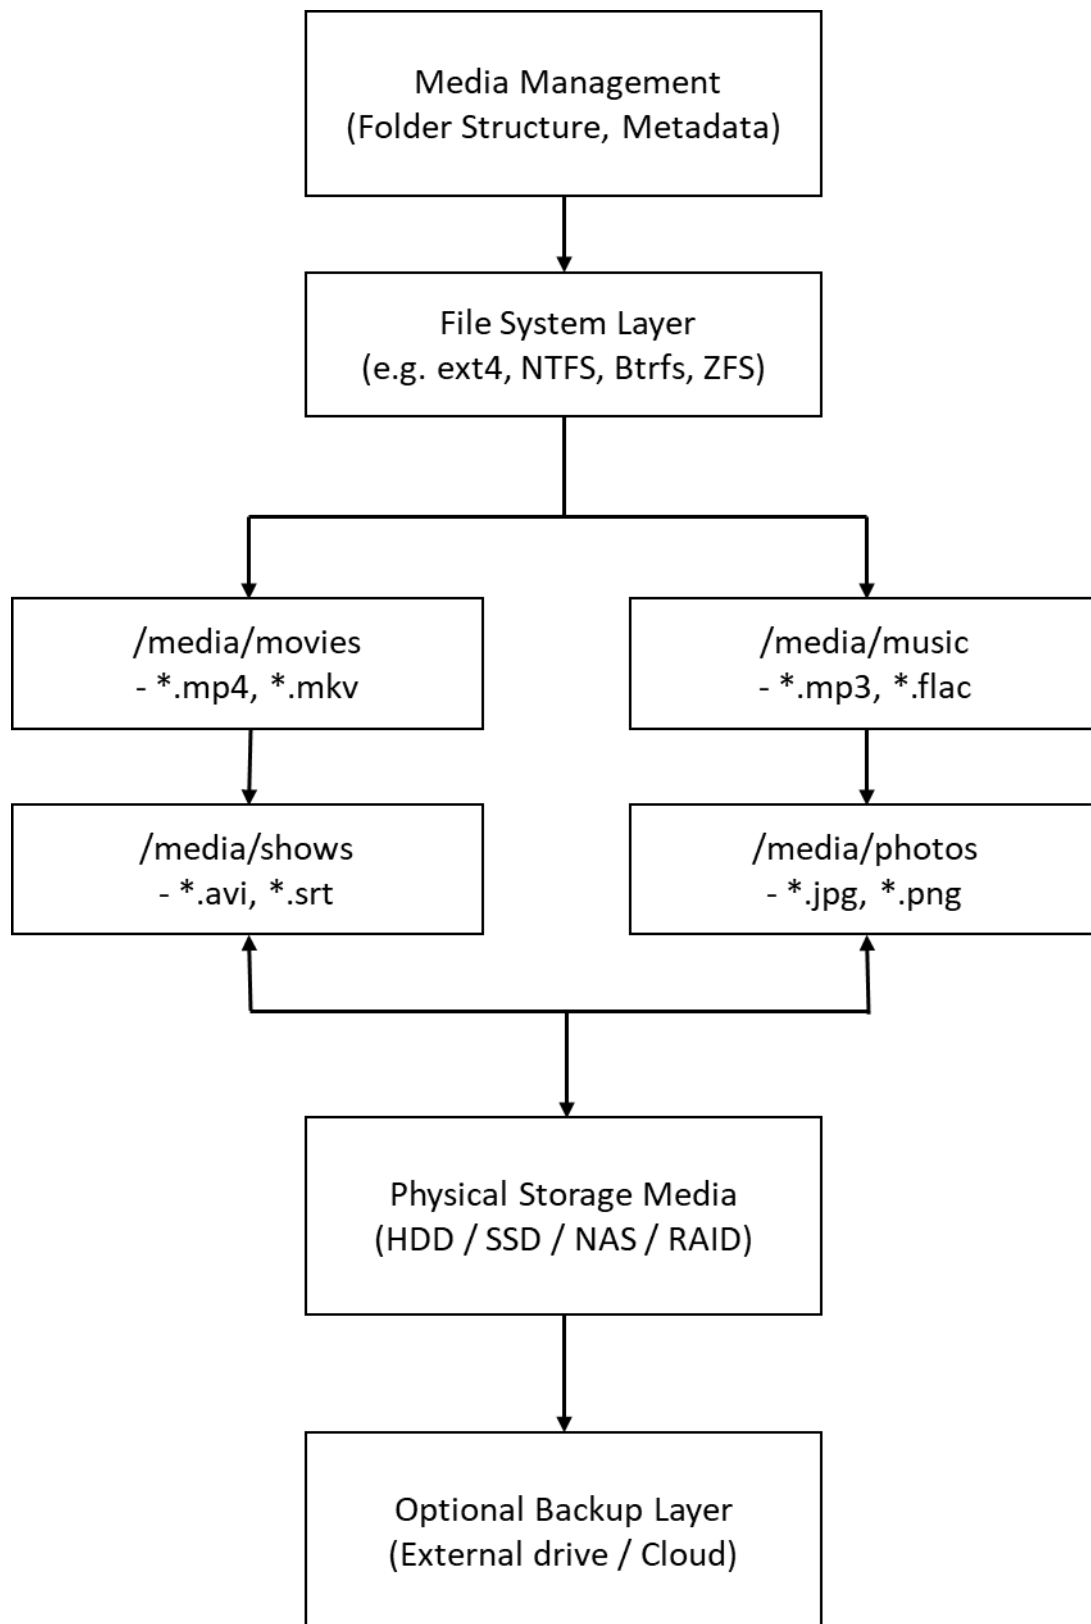 Media Management
(Folder Structure, Metadata)
File System Layer
(e.g. ext4, NTFS, Btrfs, ZFS)
/media/movies
- *.mp4, *.mkv
/media/music
- *.mp3, *.flac
/media/shows
- *.avi, *.srt
/media/photos
- *.jpg, *.png
Physical Storage Media
(HDD / SSD / NAS / RAID)
Optional Backup Layer
(External drive / Cloud)